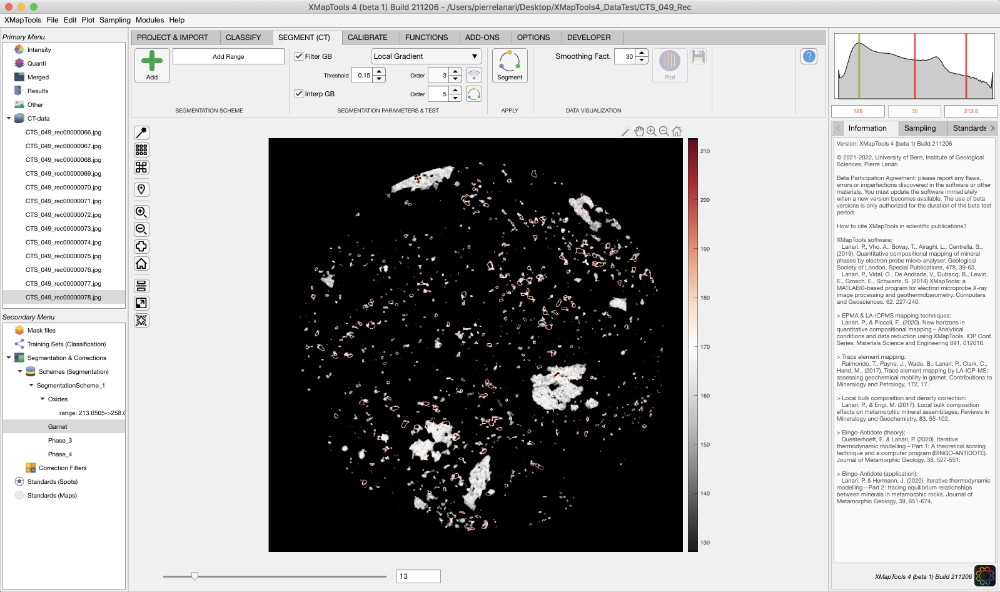 XMapTools 4 (beta 1) Build 211206 - /Users/pierrelanari/Desktop/XMapTools4_DataTest/CTS_049_Rec
XMapTools File Edit Plot Sampling Modules Help
Primary Menu
Intensity
Quanti
Merged
Results
Other
CT-data
CTS_049_rec00000066.jpg
CTS_049_rec00000067.jpg
CTS_049_rec00000068.jpg
CTS_049_rec00000069.jpg
CTS_049_rec00000070.jpg
CTS_049_rec00000071.jpg
CTS_049_rec00000072.jpg
CTS_049_rec00000073.jpg
CTS_049_rec00000074.jpg
CTS_049_rec00000075.jpg
CTS_049_rec00000076.jpg
CTS_049_rec00000077.jpg
CTS_049_rec00000078.jpg
Secondary Menu
Mask files
Training Sets (Classification)
Segmentation & Corrections
Schemes (Segmentation)
SegmentationScheme_1
Oxides
range: 213.6505->258.
Garnet
Phase_3
Phase_4
Correction Filters
Standards (Spots)
Standards (Maps)
PROJECT & IMPORT CLASSIFY SEGMENT (CT) CALIBRATE FUNCTIONS ADD-ONS OPTIONS DEVELOPER
Add
Add Range
SEGMENTATION SCHEME
Filter GB Local Gradient
Threshold 0.15 Order 3
Interp GB Order 5
SEGMENTATION PARAMETERS & TEST
Segment
APPLY
Smoothing Fact. 30
Plot
DATA VISUALIZATION
?
210
200
190
180
170
160
150
140
130
13
128 30 212.0
Information Sampling Standards
Version: XMapTools 4 (beta 1) Build 211206
© 2021-2022, University of Bern, Institute of Geological
Sciences, Pierre Lanari
Beta Participation Agreement: please report any flaws,
errors or imperfections discovered in the software or other
materials. You must update the software immediately
when a new version becomes available. The use of beta
versions is only authorized for the duration of the beta test
period.
How to cite XMapTools in scientific publications?
XMapTools software:
Lanari, P., Vho, A., Bovay, T., Airaghi, L., Centrella, S.,
(2019). Quantitative compositional mapping of mineral
phases by electron probe micro-analyser. Geological
Society of London, Special Publications, 478, 39-63.
Lanari, P., Vidal, O., De Andrade, V., Dubacq, B., Lewin,
E., Grosch, E., Schwartz, S. (2014) XMapTools: a
MATLAB©-based program for electron microprobe X-ray
image processing and geothermobarometry. Computers
and Geosciences. 62, 227-240.
> EPMA & LA-ICPMS mapping techniques:
Lanari, P., & Piccoli, F., (2020). New horizons in
quantitative compositional mapping – Analytical
conditions and data reduction using XMapTools. IOP Conf.
Series: Materials Science and Engineering 891, 012016.
> Trace element mapping:
Raimondo, T., Payne, J., Wade, B., Lanari, P., Clark, C.,
Hand, M., (2017). Trace element mapping by LA-ICP-MS:
assessing geochemical mobility in garnet. Contributions to
Mineralogy and Petrology, 172, 17.
> Local bulk composition and density correction:
Lanari, P., & Engi, M. (2017). Local bulk composition
effects on metamorphic mineral assemblages. Reviews in
Mineralogy and Geochemistry, 83, 55-102.
> Bingo-Antidote (theory):
Duesterhoeft, E. & Lanari, P. (2020). Iterative
thermodynamic modelling – Part 1: A theoretical scoring
technique and a computer program (BINGO-ANTIDOTE).
Journal of Metamorphic Geology, 38, 527-551.
> Bingo-Antidote (application):
Lanari, P. & Hermann, J. (2020). Iterative thermodynamic
modelling – Part 2: tracing equilibrium relationships
between minerals in metamorphic rocks. Journal of
Metamorphic Geology, 39, 651-674.
XMapTools 4 (beta 1) Build 211206